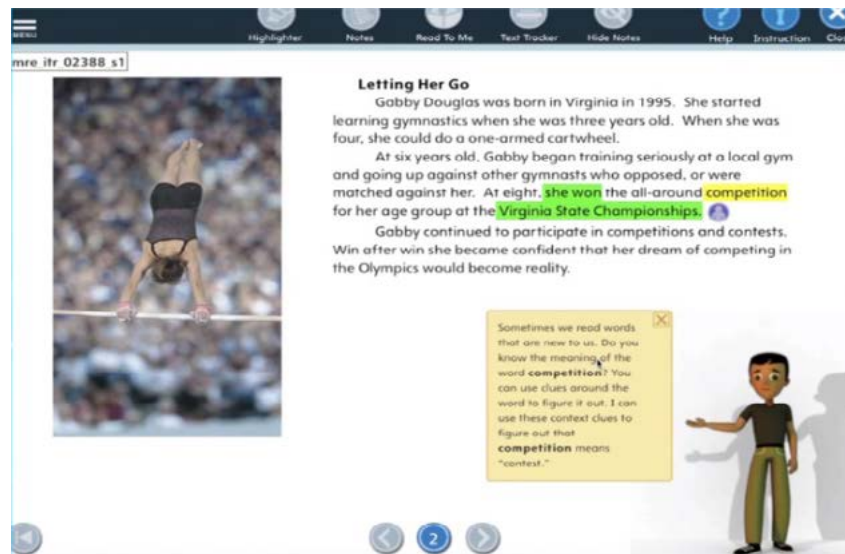 MENU
Highlighter Notes Read To Me Text Tracker Hide Notes Help Instruction Clo
mre_itr_02388_s1
Letting Her Go
Gabby Douglas was born in Virginia in 1995. She started
learning gymnastics when she was three years old. When she was
four, she could do a one-armed cartwheel.
At six years old, Gabby began training seriously at a local gym
and going up against other gymnasts who opposed, or were
matched against her. At eight, she won the all-around competition
for her age group at the Virginia State Championships.
Gabby continued to participate in competitions and contests.
Win after win she became confident that her dream of competing in
the Olympics would become reality.
Sometimes we read words
that are new to us. Do you
know the meaning of the
word competition? You
can use clues around the
word to figure it out. I can
use these context clues to
figure out that
competition means
“contest.”
2